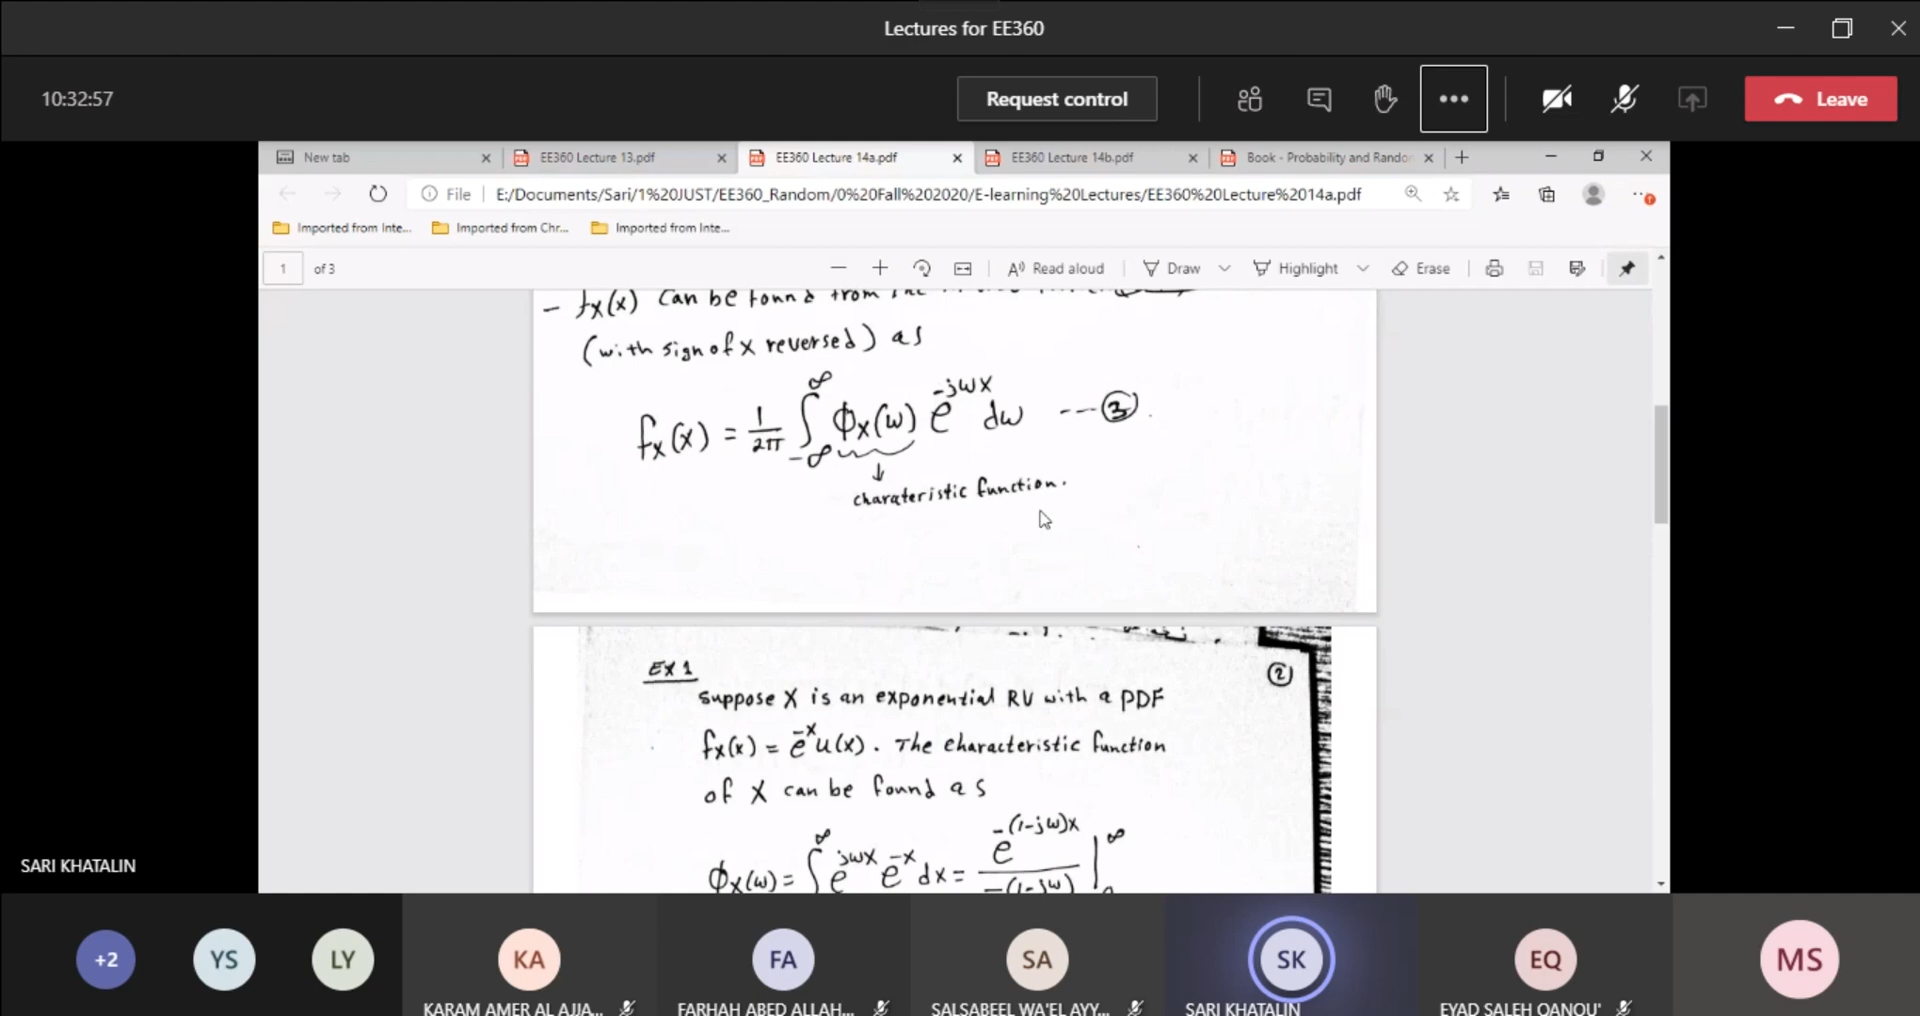 Lectures for EE360
10:32:57
Request control
Leave
New tab
EE360 Lecture 13.pdf
EE360 Lecture 14a.pdf
EE360 Lecture 14b.pdf
Book - Probability and Rando
File
E:/Documents/Sari/1%20JUST/EE360_Random/0%20Fall%202020/E-learning%20Lectures/EE360%20Lecture%2014a.pdf
Imported from Inte...
Imported from Chr...
Imported from Inte...
1 of 3
Read aloud
Draw
Highlight
Erase
- fx(x) can be found from
(with sign of x reversed) as
fx(x) = 1/2π ∫_{-∞}^{∞} ϕx(ω) e^{-jωx} dω ---③
↓
charateristic function.
EX 1
②
suppose X is an exponential RV with a PDF
fx(x) = e^{-x}u(x). The characteristic function
of X can be found as
ϕx(ω) = ∫^{∞} e^{jωx} e^{-x} dx = e^{-(1-jω)x} / -(1-jω) |^{∞}
SARI KHATALIN
+2
YS
LY
KA
FA
SA
SK
EQ
MS
KARAM AMER AL AJJA...
FARHAH ABED ALLAH...
SALSABEEL WA'EL AYY...
SARI KHATALIN
EYAD SALEH QANOU'